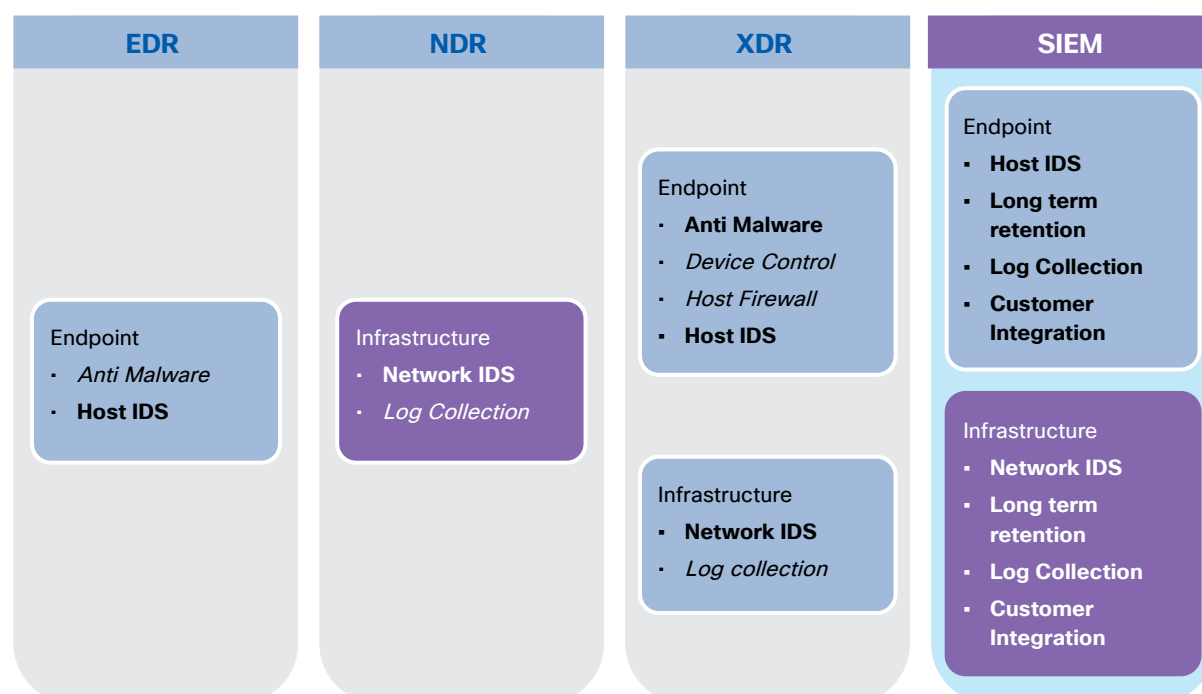 EDR
Endpoint
· Anti Malware
· Host IDS
NDR
Infrastructure
· Network IDS
· Log Collection
XDR
Endpoint
· Anti Malware
· Device Control
· Host Firewall
▪ Host IDS
Infrastructure
▪ Network IDS
· Log collection
SIEM
Endpoint
▪ Host IDS
▪ Long term
retention
▪ Log Collection
▪ Customer
Integration
Infrastructure
▪ Network IDS
▪ Long term
retention
▪ Log Collection
▪ Customer
Integration